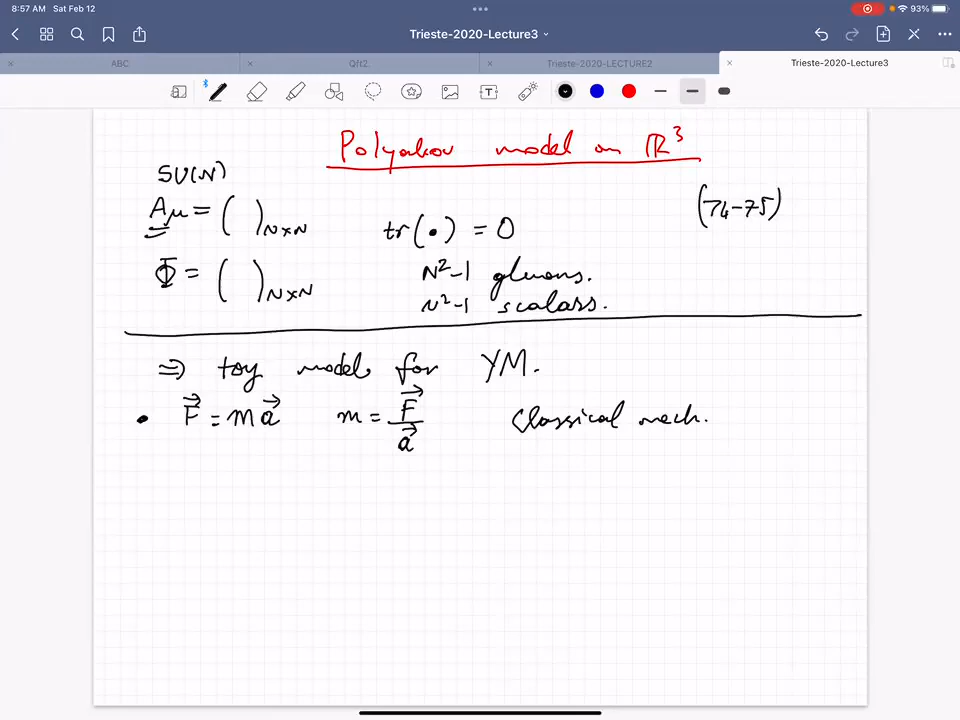 8:57 AM Sat Feb 12
93%
Trieste-2020-Lecture3
ABC
Qft2
Trieste-2020-LECTURE2
Trieste-2020-Lecture3
Polyakov model on ℝ³
SU(N)
(74-75)
Aμ = ( )N×N tr(•) = 0
Φ = ( )N×N N²-1 gluons.
N²-1 scalars.
⇒ toy model for YM.
• F⃗ = m a⃗ m = F⃗/a⃗ Classical mech.